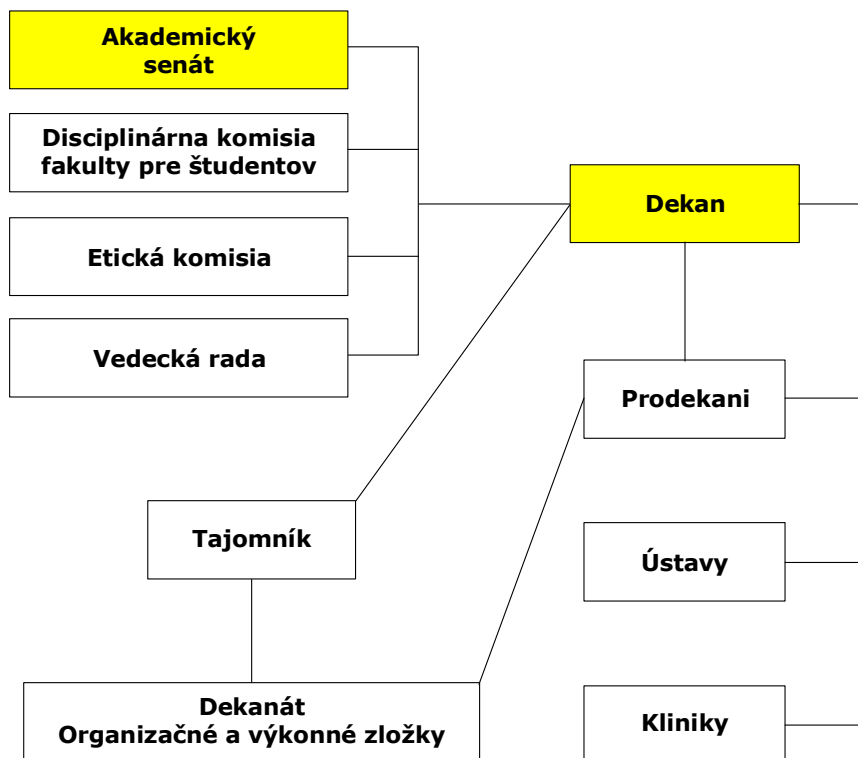 Akademický
senát
Disciplinárna komisia
fakulty pre študentov
Dekan
Etická komisia
Vedecká rada
Prodekani
Tajomník
Ústavy
Dekanát
Organizačné a výkonné zložky
Kliniky